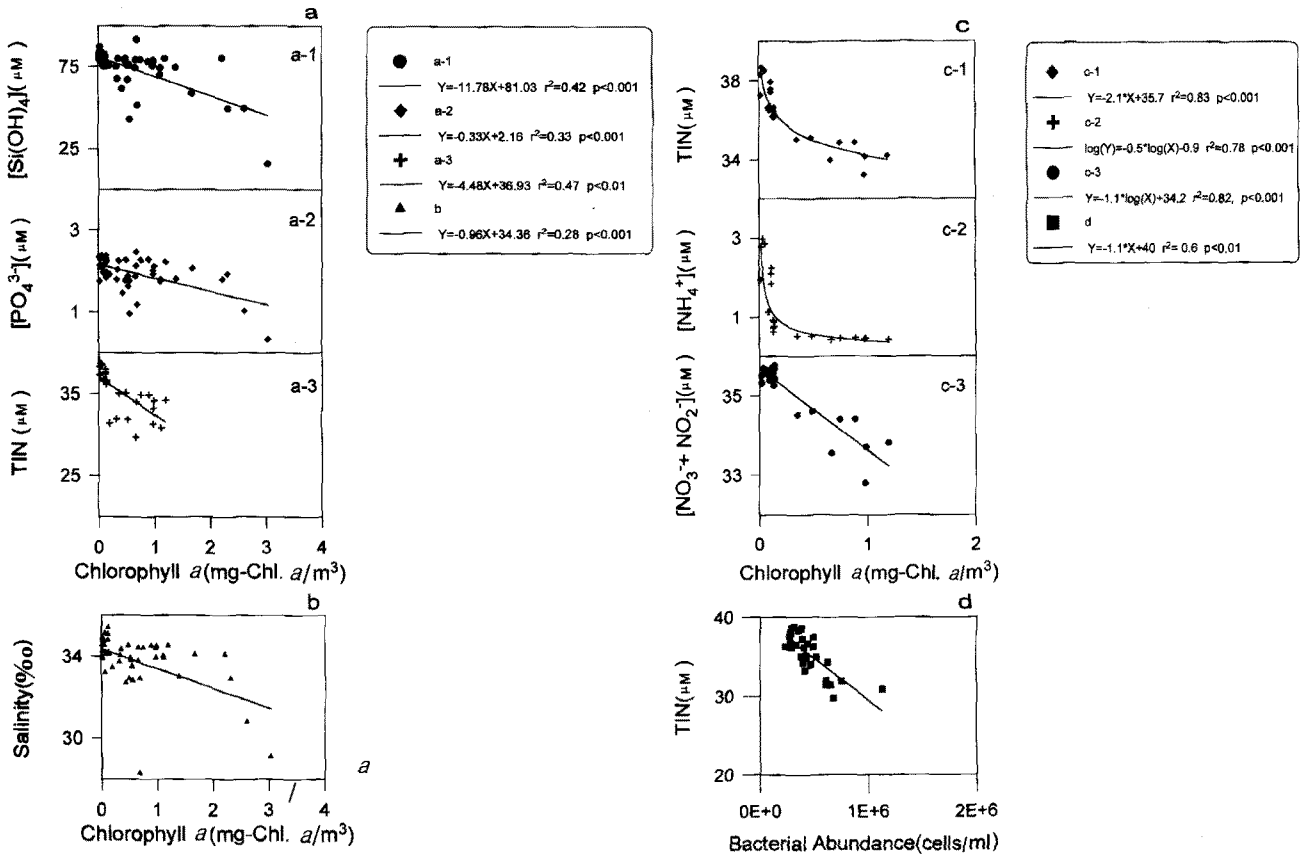 a
a-1
[Si(OH)4](μM)
75
25
a-2
[PO4 3-](μM)
3
1
a-3
TIN (μM)
35
25
0 1 2 3 4
Chlorophyll a(mg-Chl. a/m³)
a-1
Y=-11.78X+81.03 r²=0.42 p<0.001
a-2
Y=-0.33X+2.16 r²=0.33 p<0.001
a-3
Y=-4.48X+36.93 r²=0.47 p<0.01
b
Y=-0.96X+34.36 r²=0.28 p<0.001
b
Salinity(‰)
34
30
a
0 1 2 3 4
Chlorophyll a(mg-Chl. a/m³)
c
c-1
TIN(μM)
38
34
c-2
[NH4+](μM)
3
1
c-3
[NO3-+ NO2-](μM)
35
33
0 1 2
Chlorophyll a(mg-Chl. a/m³)
c-1
Y=-2.1*X+35.7 r²=0.83 p<0.001
c-2
log(Y)=-0.5*log(X)-0.9 r²=0.78 p<0.001
c-3
Y=-1.1*log(X)+34.2 r²=0.82, p<0.001
d
Y=-1.1*X+40 r²=0.6 p<0.01
d
TIN(μM)
40
30
20
0E+0 1E+6 2E+6
Bacterial Abundance(cells/ml)